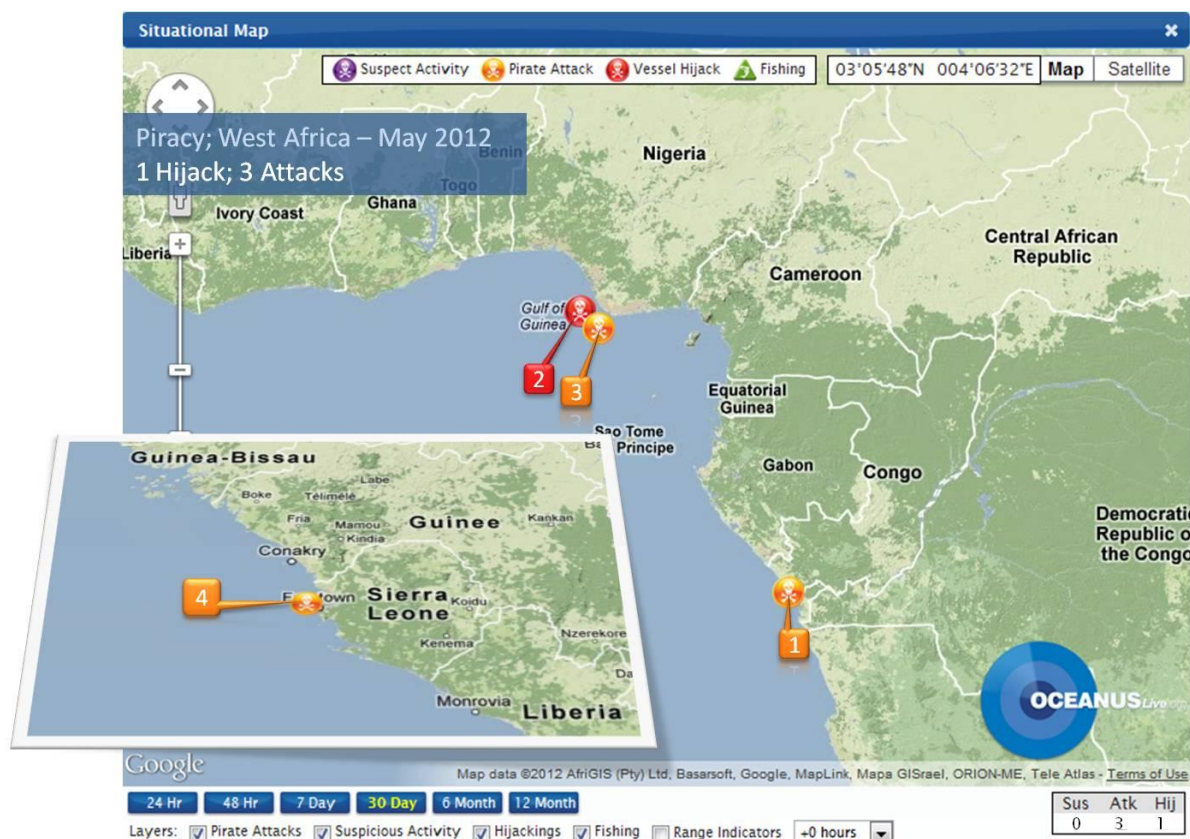 Situational Map
Suspect Activity Pirate Attack Vessel Hijack Fishing
03°05'48"N 004°06'32"E Map Satellite
Piracy; West Africa – May 2012
1 Hijack; 3 Attacks
Benin
Nigeria
Togo
Ghana
Ivory Coast
Liberia
Central African
Republic
Cameroon
Gulf of
Guinea
2
3
Equatorial
Guinea
Sao Tome
Principe
Gabon
Congo
Democratic
Republic of
the Congo
1
Guinea-Bissau
Labe
Boke Télimélé
Fria Mamou Guinee Kankan
Kindia
Conakry
4
Sierra
Leone Koidu
Kenema
Nzerekore
Da
Monrovia
Liberia
OCEANUSLive.org
Google
Map data ©2012 AfriGIS (Pty) Ltd, Basarsoft, Google, MapLink, Mapa GISrael, ORION-ME, Tele Atlas - Terms of Use
24 Hr 48 Hr 7 Day 30 Day 6 Month 12 Month
Sus Atk Hij
0 3 1
Layers: Pirate Attacks Suspicious Activity Hijackings Fishing Range Indicators +0 hours